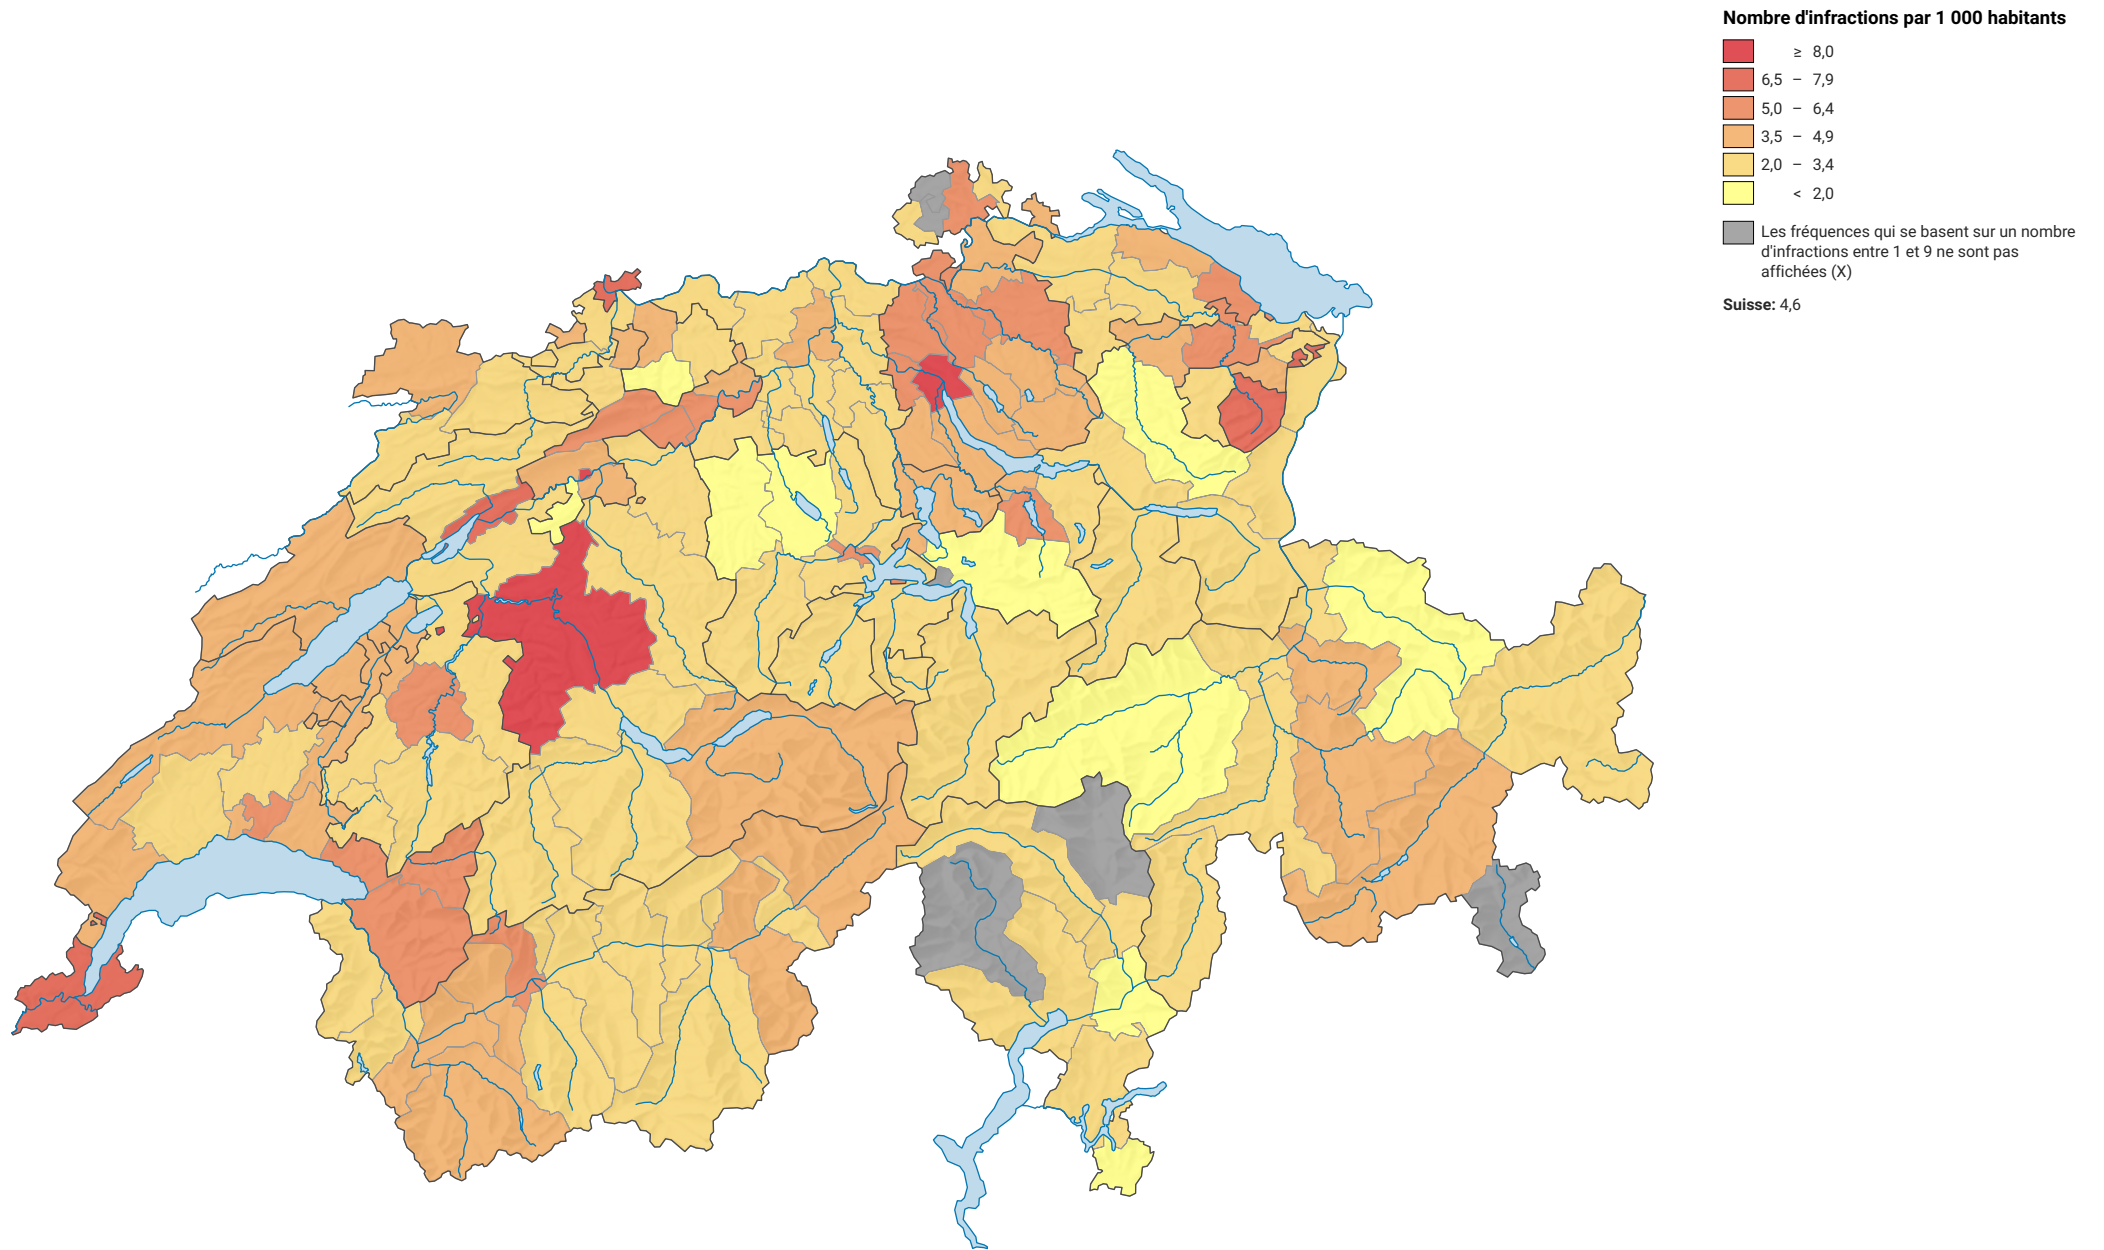 Nombre d'infractions par 1 000 habitants
≥ 8,0
6,5 – 7,9
5,0 – 6,4
3,5 – 4,9
2,0 – 3,4
< 2,0
Les fréquences qui se basent sur un nombre
d'infractions entre 1 et 9 ne sont pas
affichées (X)
Suisse: 4,6